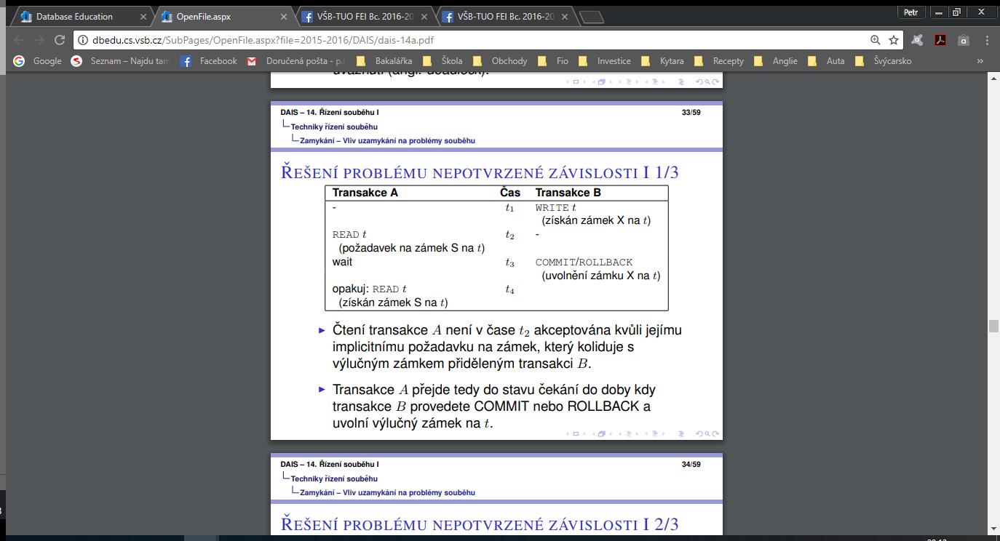 Database Education
OpenFile.aspx
VŠB-TUO FEI Bc. 2016-20
VŠB-TUO FEI Bc. 2016-20
Petr
dbedu.cs.vsb.cz/SubPages/OpenFile.aspx?file=2015-2016/DAIS/dais-14a.pdf
Google
Seznam – Najdu tam
Facebook
Doručená pošta - p.
Bakalářka
Škola
Obchody
Fio
Investice
Kytara
Recepty
Anglie
Auta
Švýcarsko
»
uváznutí (angl. deadlock).
DAIS – 14. Řízení souběhu I 33/59
Techniky řízení souběhu
Zamykání – Vliv uzamykání na problémy souběhu
ŘEŠENÍ PROBLÉMU NEPOTVRZENÉ ZÁVISLOSTI I 1/3
Transakce A Čas Transakce B
- t1 WRITE t
(získán zámek X na t)
READ t t2 -
(požadavek na zámek S na t)
wait t3 COMMIT/ROLLBACK
(uvolnění zámku X na t)
opakuj: READ t t4
(získán zámek S na t)
Čtení transakce A není v čase t2 akceptována kvůli jejímu
implicitnímu požadavku na zámek, který koliduje s
výlučným zámkem přiděleným transakci B.
Transakce A přejde tedy do stavu čekání do doby kdy
transakce B provedete COMMIT nebo ROLLBACK a
uvolní výlučný zámek na t.
DAIS – 14. Řízení souběhu I 34/59
Techniky řízení souběhu
Zamykání – Vliv uzamykání na problémy souběhu
ŘEŠENÍ PROBLÉMU NEPOTVRZENÉ ZÁVISLOSTI I 2/3